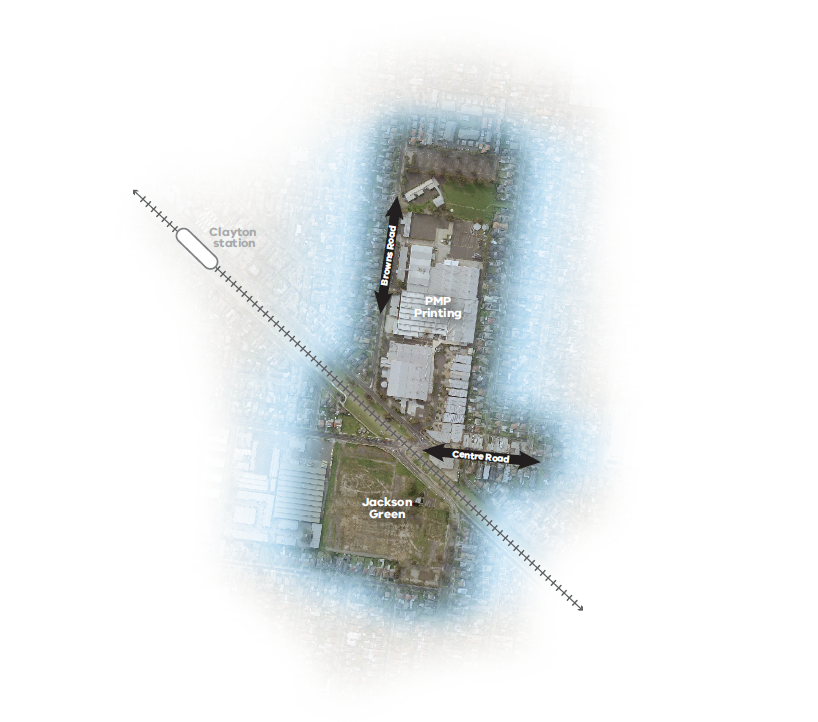 Clayton
station
Browns Road
PMP
Printing
Centre Road
Jackson
Green